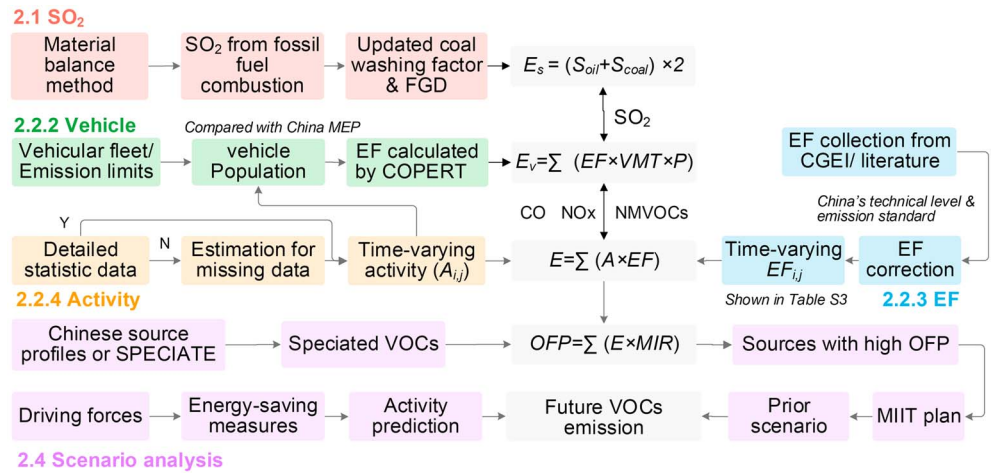 2.1 SO₂
Material
balance
method
SO₂ from fossil
fuel
combustion
Updated coal
washing factor
& FGD
Eₛ = (Sₒᵢₗ+S꜀ₒₐₗ) ×2
SO₂
2.2.2 Vehicle
Compared with China MEP
Vehicular fleet/
Emission limits
vehicle
Population
EF calculated
by COPERT
Eᵥ=∑ (EF×VMT×P)
EF collection from
CGEI/ literature
China's technical level &
emission standard
CO NOx NMVOCs
Y
N
Detailed
statistic data
Estimation for
missing data
Time-varying
activity (Aᵢ,ⱼ)
E=∑ (A×EF)
Time-varying
EFᵢ,ⱼ
EF
correction
2.2.4 Activity
Shown in Table S3
2.2.3 EF
Chinese source
profiles or SPECIATE
Speciated VOCs
OFP=∑ (E×MIR)
Sources with high OFP
Driving forces
Energy-saving
measures
Activity
prediction
Future VOCs
emission
Prior
scenario
MIIT plan
2.4 Scenario analysis